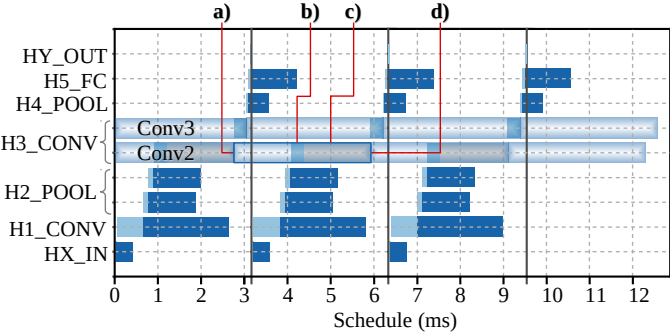 a) b) c) d)
HY_OUT
H5_FC
H4_POOL
H3_CONV
Conv3
Conv2
H2_POOL
H1_CONV
HX_IN
0 1 2 3 4 5 6 7 8 9 10 11 12
Schedule (ms)